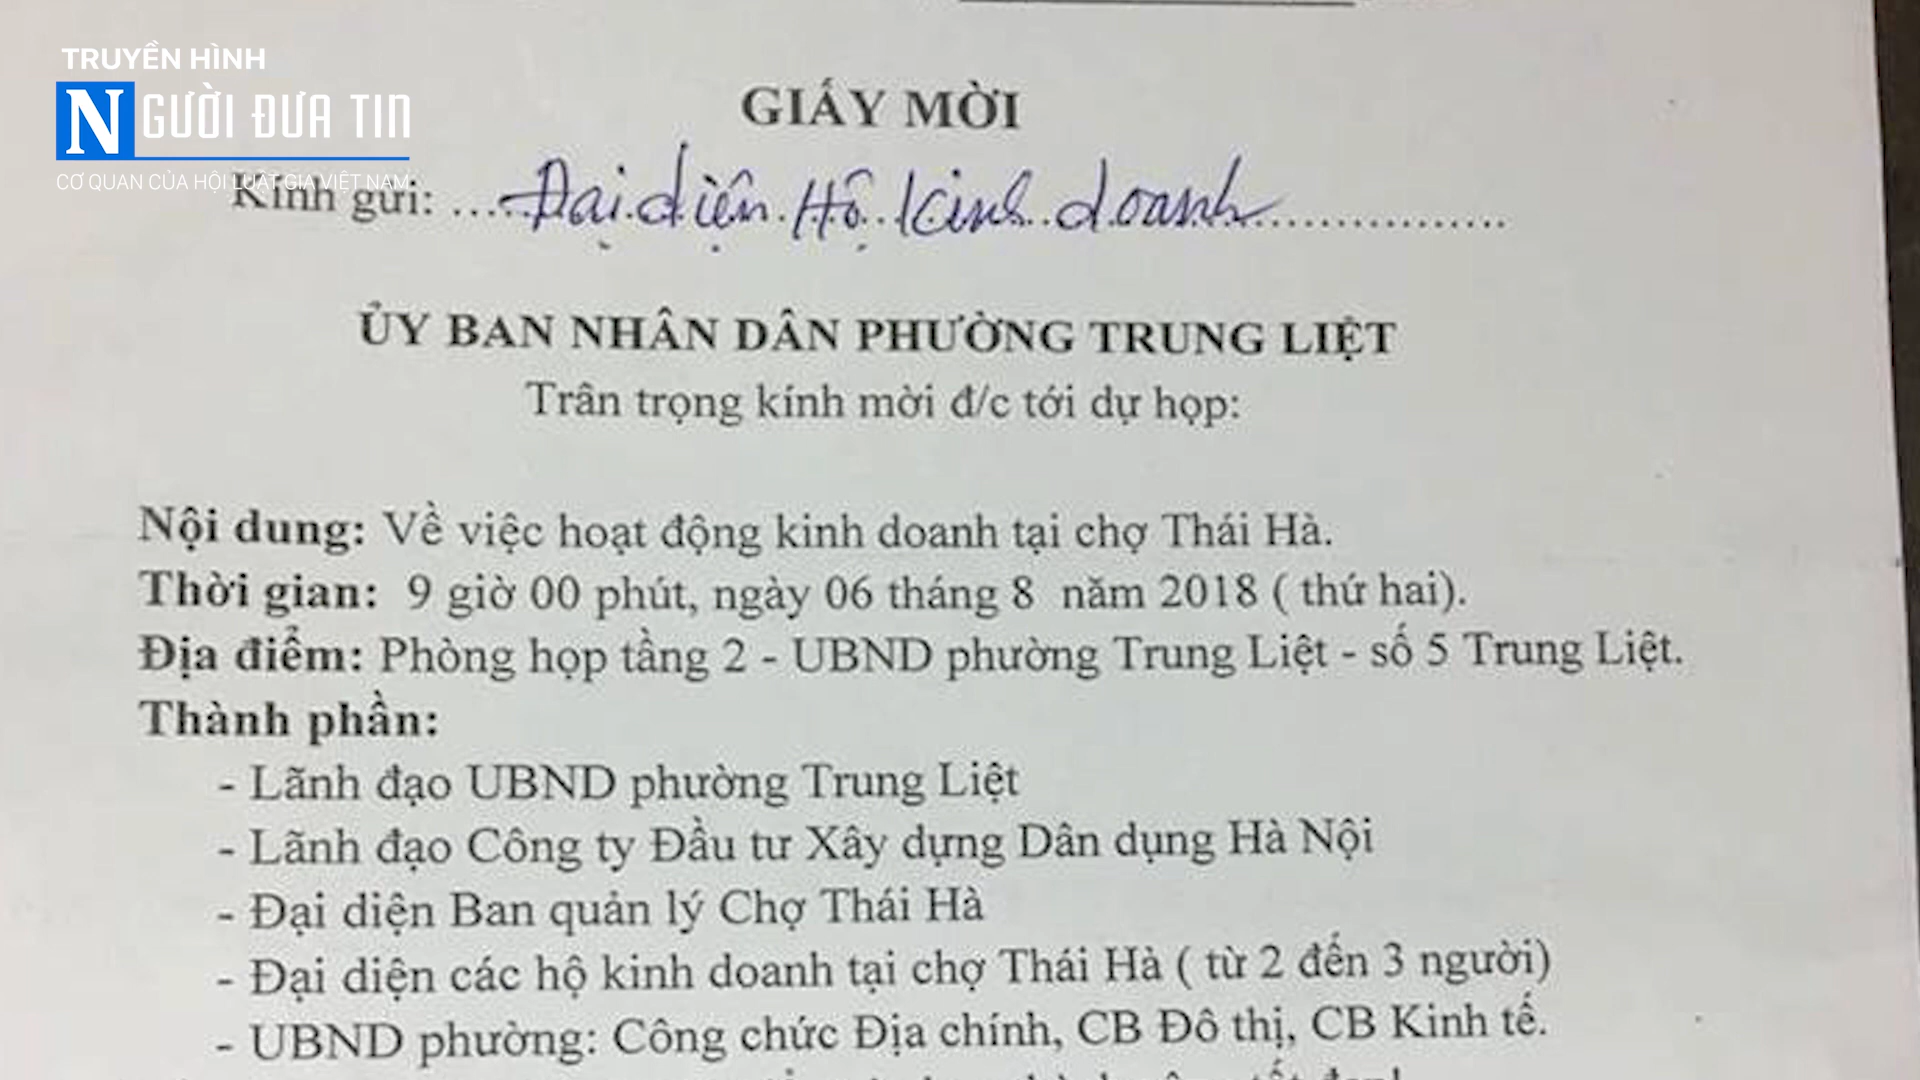 TRUYỀN HÌNH
NGƯỜI ĐƯA TIN
CƠ QUAN CỦA HỘI LUẬT GIA VIỆT NAM
GIẤY MỜI
Kính gửi: .....Đại diện Hộ kinh doanh................
ỦY BAN NHÂN DÂN PHƯỜNG TRUNG LIỆT
Trân trọng kính mời đ/c tới dự họp:
Nội dung: Về việc hoạt động kinh doanh tại chợ Thái Hà.
Thời gian: 9 giờ 00 phút, ngày 06 tháng 8 năm 2018 ( thứ hai).
Địa điểm: Phòng họp tầng 2 - UBND phường Trung Liệt - số 5 Trung Liệt.
Thành phần:
- Lãnh đạo UBND phường Trung Liệt
- Lãnh đạo Công ty Đầu tư Xây dựng Dân dụng Hà Nội
- Đại diện Ban quản lý Chợ Thái Hà
- Đại diện các hộ kinh doanh tại chợ Thái Hà ( từ 2 đến 3 người)
- UBND phường: Công chức Địa chính, CB Đô thị, CB Kinh tế.